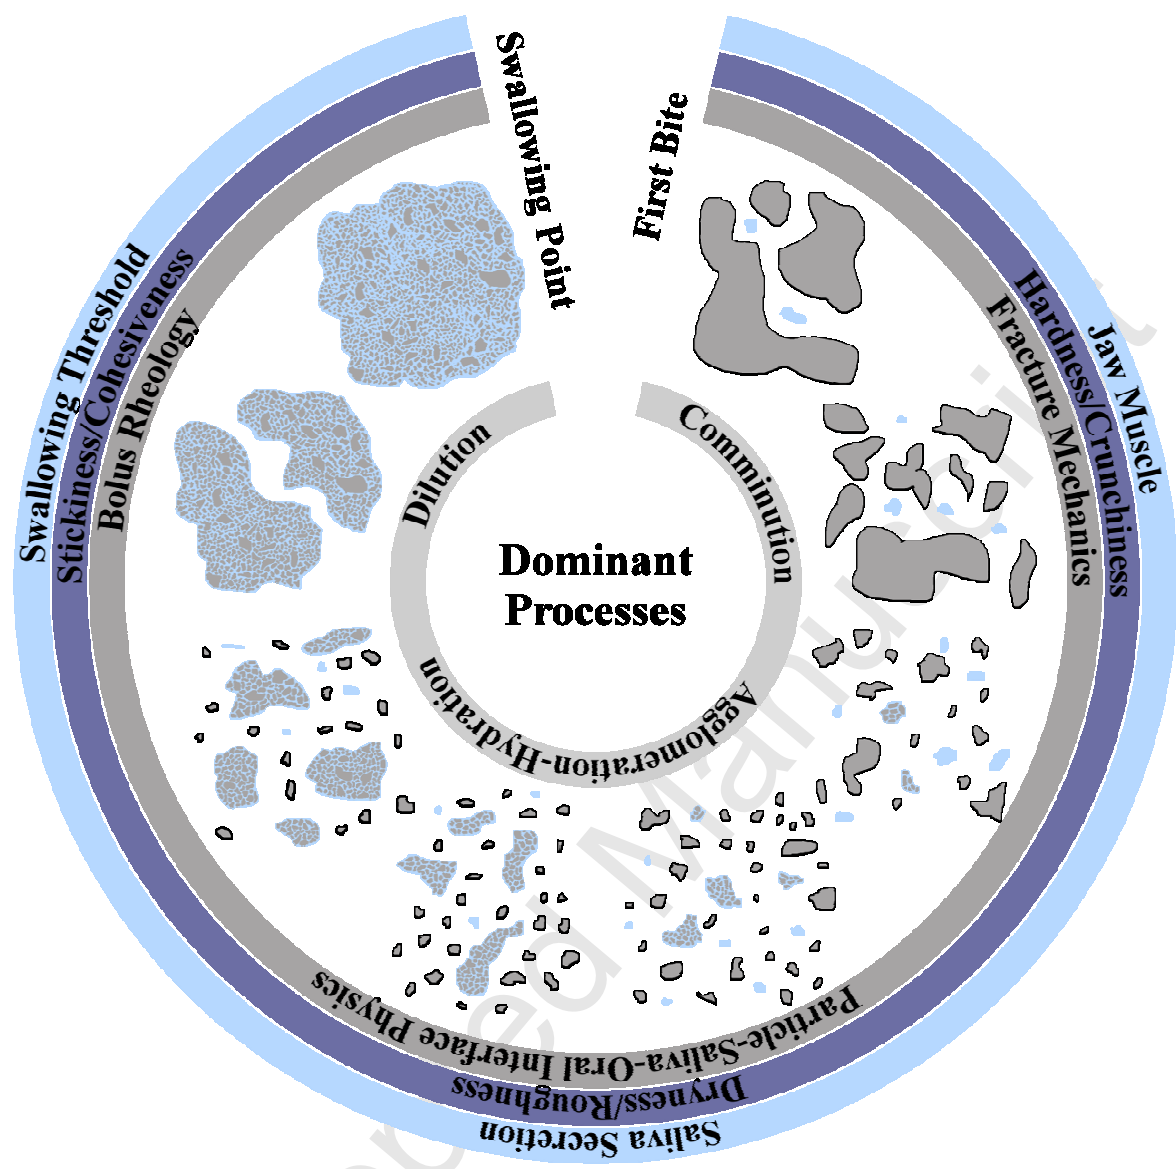 Swallowing Point
First Bite
Jaw Muscle
Hardness/Crunchiness
Fracture Mechanics
Comminution
Dominant
Processes
Agglomeration-Hydration
Particle-Saliva-Oral Interface Physics
Dryness/Roughness
Saliva Secretion
Dilution
Bolus Rheology
Stickiness/Cohesiveness
Swallowing Threshold